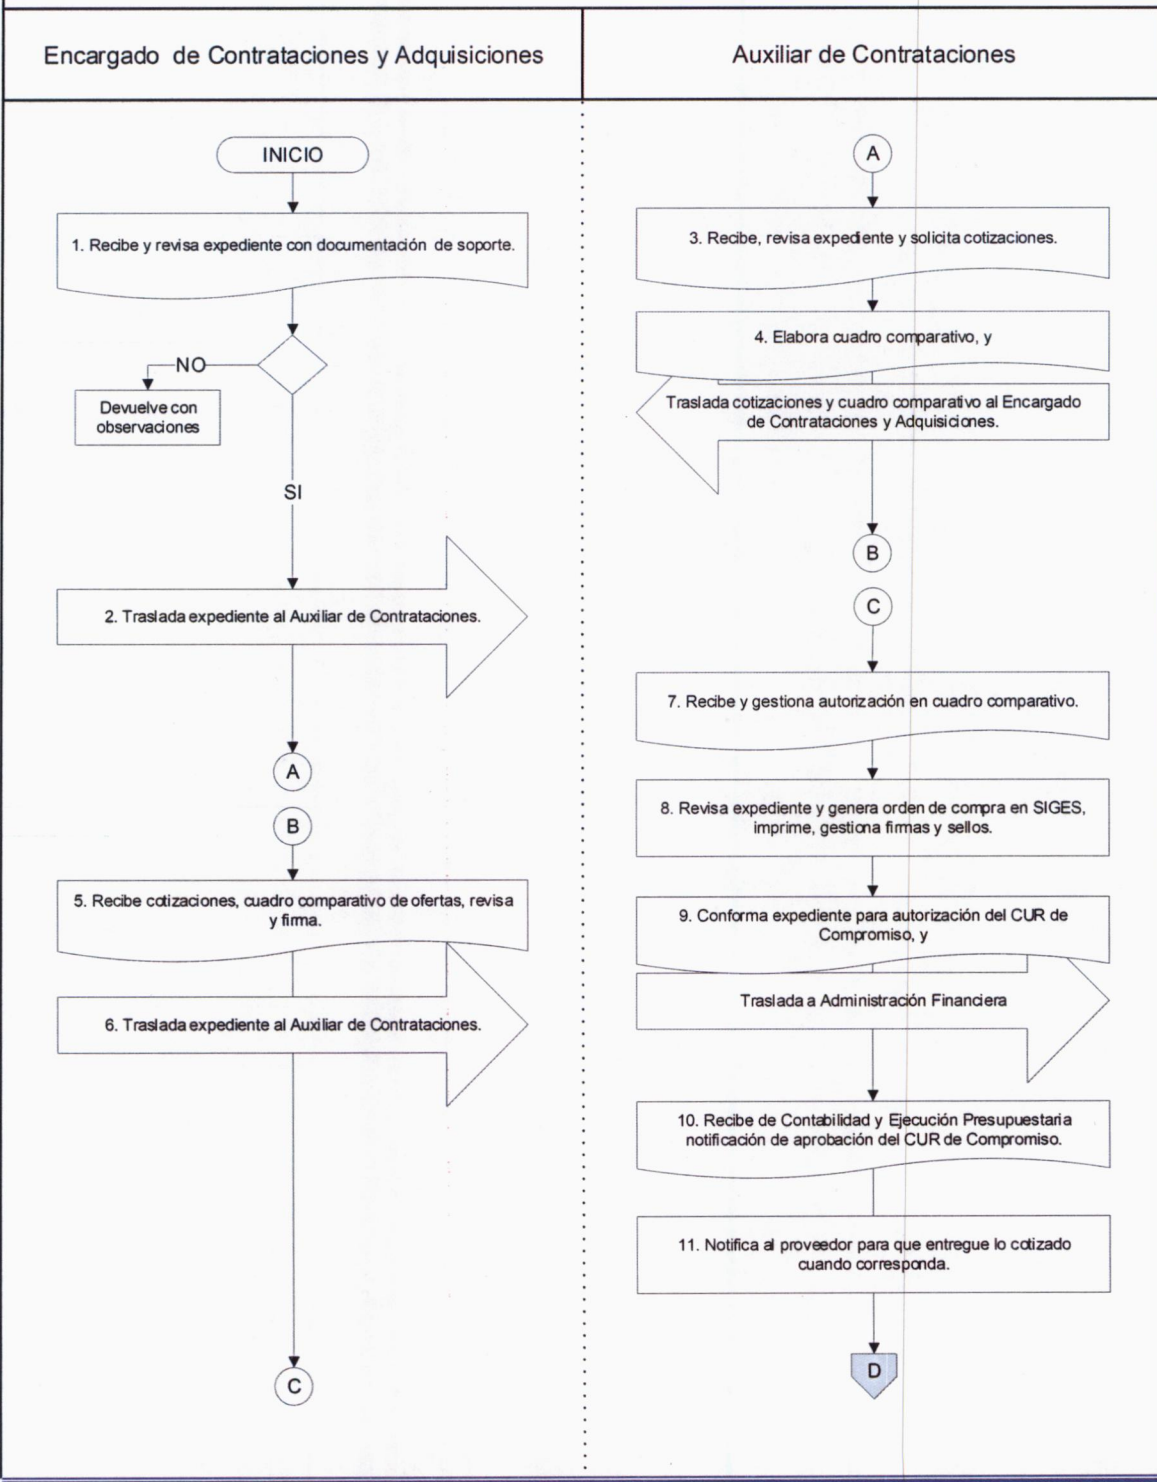 Encargado de Contrataciones y Adquisiciones
Auxiliar de Contrataciones
INICIO
1. Recibe y revisa expediente con documentación de soporte.
NO
Devuelve con
observaciones
SI
2. Traslada expediente al Auxiliar de Contrataciones.
A
B
5. Recibe cotizaciones, cuadro comparativo de ofertas, revisa
y firma.
6. Traslada expediente al Auxiliar de Contrataciones.
C
A
3. Recibe, revisa expediente y solicita cotizaciones.
4. Elabora cuadro comparativo, y
Traslada cotizaciones y cuadro comparativo al Encargado
de Contrataciones y Adquisiciones.
B
C
7. Recibe y gestiona autorización en cuadro comparativo.
8. Revisa expediente y genera orden de compra en SIGES,
imprime, gestiona firmas y sellos.
9. Conforma expediente para autorización del CUR de
Compromiso, y
Traslada a Administración Financiera
10. Recibe de Contabilidad y Ejecución Presupuestaria
notificación de aprobación del CUR de Compromiso.
11. Notifica al proveedor para que entregue lo cotizado
cuando corresponda.
D